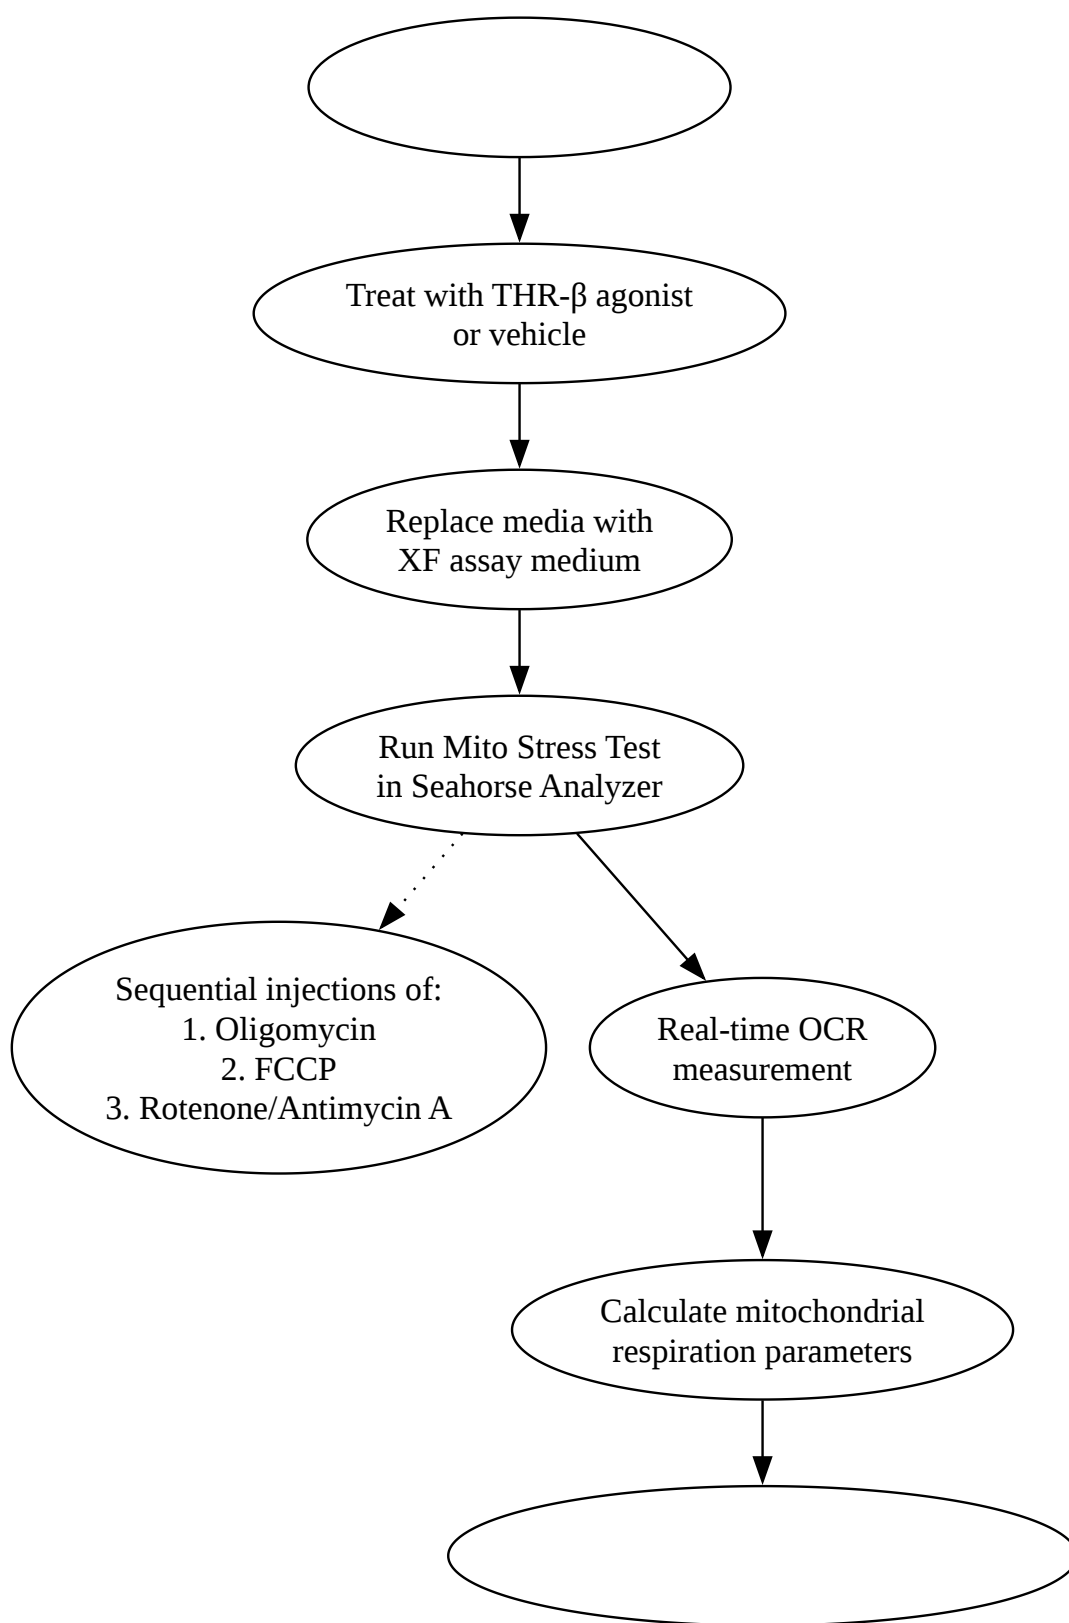 Treat with THR-β agonist
or vehicle
Replace media with
XF assay medium
Run Mito Stress Test
in Seahorse Analyzer
Sequential injections of:
1. Oligomycin
2. FCCP
3. Rotenone/Antimycin A
Real-time OCR
measurement
Calculate mitochondrial
respiration parameters